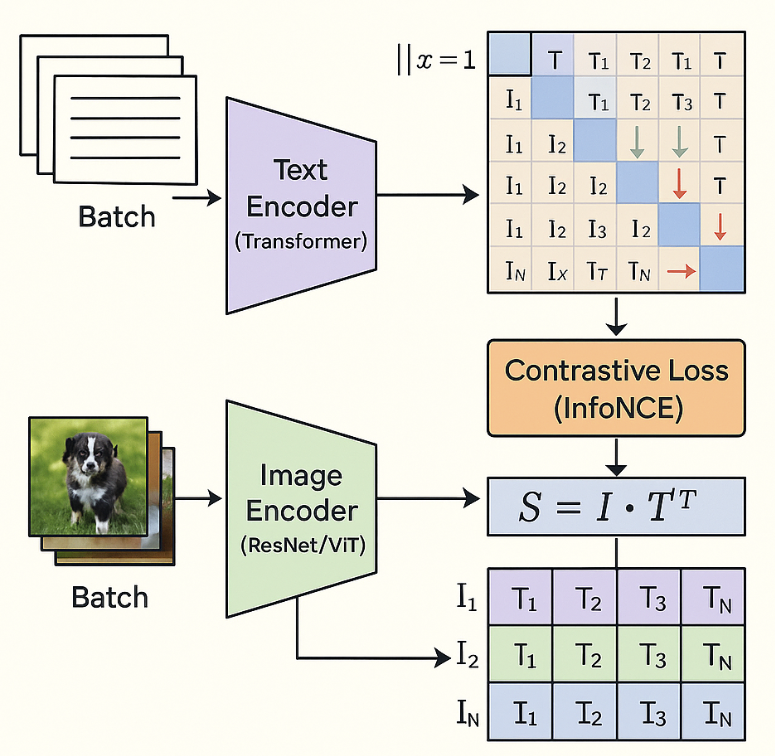 ||x = 1
T T₁ T₂ T₁ T
I₁ T₁ T₂ T₃ T
I₁ I₂ T
I₁ I₂ I₂ T
I₁ I₂ I₃ I₂
I_N I_X T_T T_N
Batch
Text
Encoder
(Transformer)
Contrastive Loss
(InfoNCE)
Image
Encoder
(ResNet/ViT)
Batch
S = I · T^T
I₁ T₁ T₂ T₃ T_N
I₂ T₁ T₂ T₃ T_N
I_N I₁ I₂ I₃ I_N